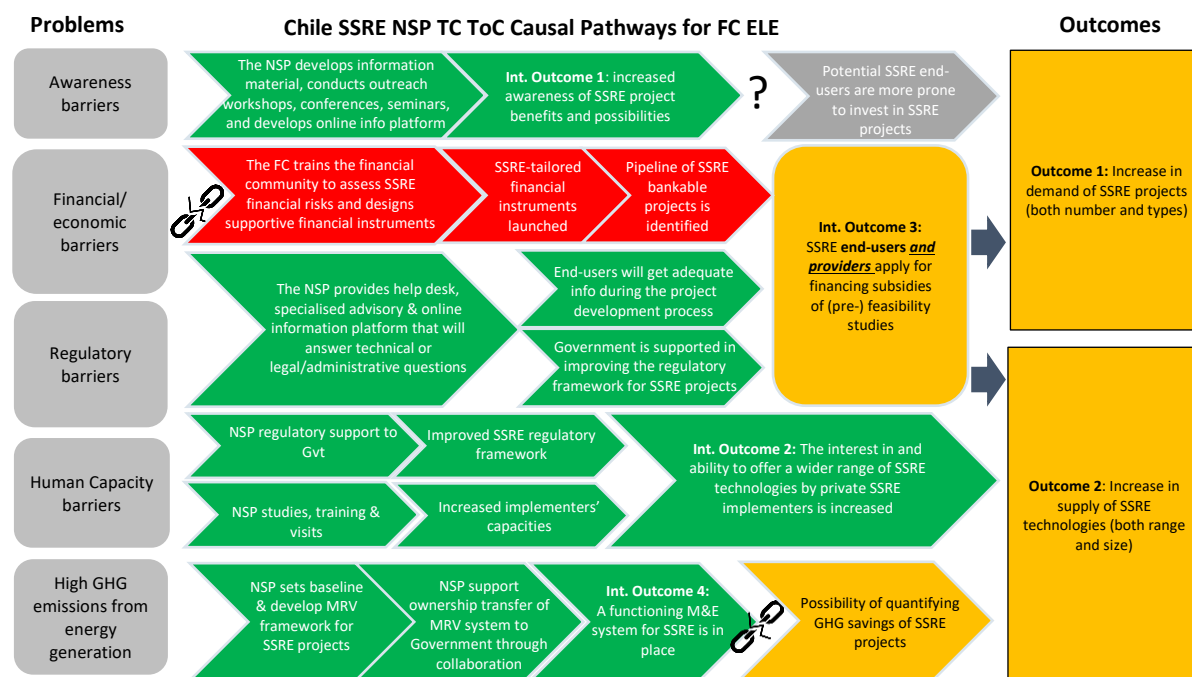 Problems
Chile SSRE NSP TC ToC Causal Pathways for FC ELE
Outcomes
Awareness
barriers
The NSP develops information
material, conducts outreach
workshops, conferences, seminars,
and develops online info platform
Int. Outcome 1: increased
awareness of SSRE project
benefits and possibilities
?
Potential SSRE end-
users are more prone
to invest in SSRE
projects
Financial/
economic
barriers
The FC trains the financial
community to assess SSRE
financial risks and designs
supportive financial instruments
SSRE-tailored
financial
instruments
launched
Pipeline of SSRE
bankable
projects is
identified
Int. Outcome 3:
SSRE end-users and
providers apply for
financing subsidies
of (pre-) feasibility
studies
Outcome 1: Increase in
demand of SSRE projects
(both number and types)
Regulatory
barriers
The NSP provides help desk,
specialised advisory & online
information platform that will
answer technical or
legal/administrative questions
End-users will get adequate
info during the project
development process
Government is supported in
improving the regulatory
framework for SSRE projects
Human Capacity
barriers
NSP regulatory support to
Gvt
Improved SSRE regulatory
framework
NSP studies, training &
visits
Increased implementers’
capacities
Int. Outcome 2: The interest in and
ability to offer a wider range of SSRE
technologies by private SSRE
implementers is increased
Outcome 2: Increase in
supply of SSRE
technologies (both range
and size)
High GHG
emissions from
energy
generation
NSP sets baseline
& develop MRV
framework for
SSRE projects
NSP support
ownership transfer of
MRV system to
Government through
collaboration
Int. Outcome 4:
A functioning M&E
system for SSRE is in
place
Possibility of quantifying
GHG savings of SSRE
projects